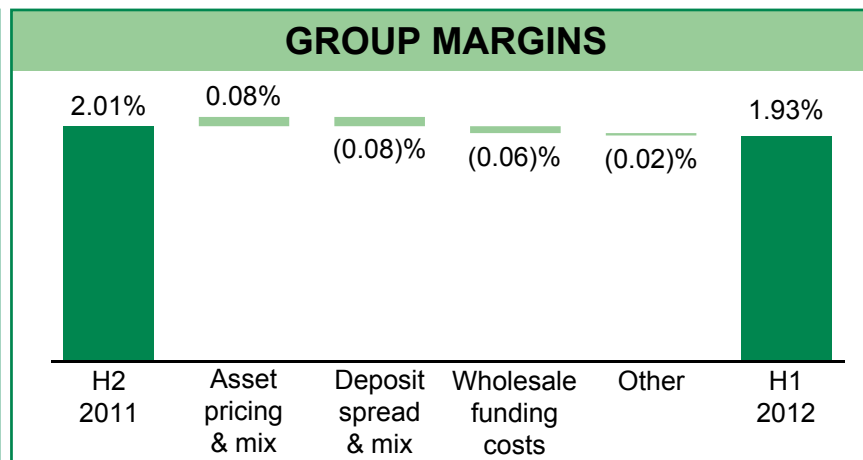 GROUP MARGINS
2.01%
0.08%
(0.08)%
(0.06)%
(0.02)%
1.93%
H2
2011
Asset
pricing
& mix
Deposit
spread
& mix
Wholesale
funding
costs
Other
H1
2012